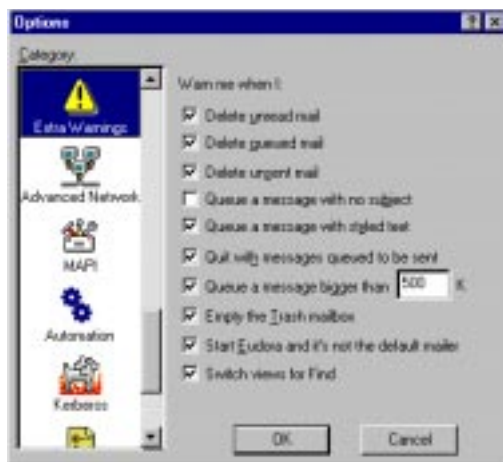 Options
Category:
Extra Warnings
Advanced Network
MAPI
Automation
Kerberos
Warn me when I:
Delete unread mail
Delete queued mail
Delete urgent mail
Queue a message with no subject
Queue a message with styled text
Quit with messages queued to be sent
Queue a message bigger than 500 K
Empty the Trash mailbox
Start Eudora and it's not the default mailer
Switch views for Find
OK
Cancel